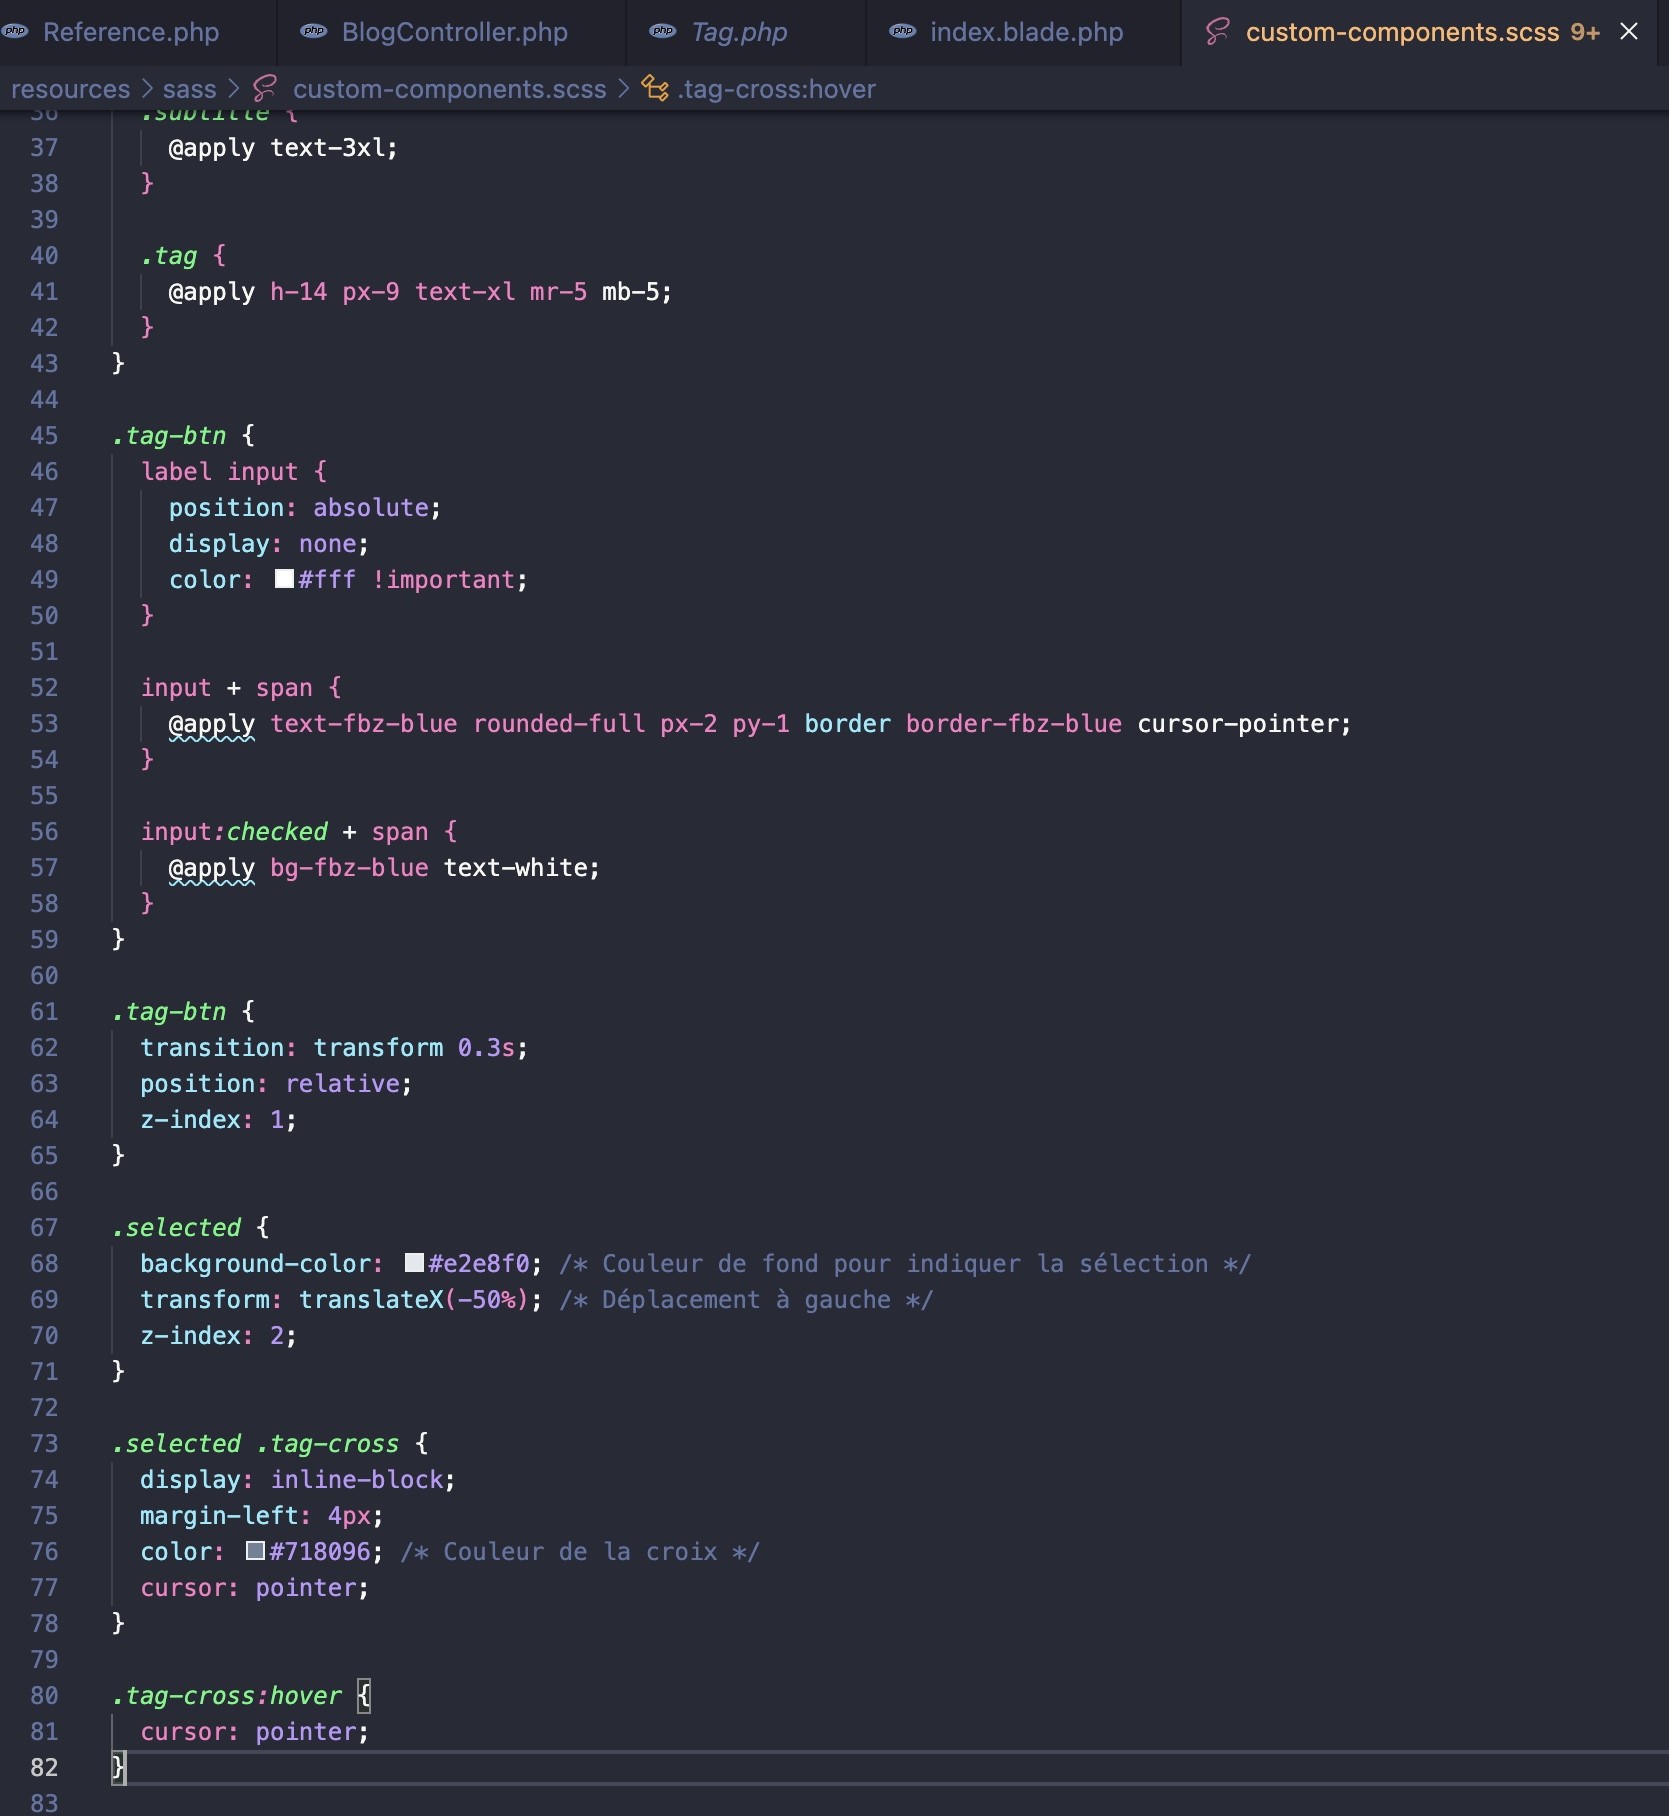 php Reference.php php BlogController.php php Tag.php php index.blade.php custom-components.scss 9+
resources > sass > custom-components.scss > .tag-cross:hover
36 .subtitle {
37 @apply text-3xl;
38 }
39
40 .tag {
41 @apply h-14 px-9 text-xl mr-5 mb-5;
42 }
43 }
44
45 .tag-btn {
46 label input {
47 position: absolute;
48 display: none;
49 color: #fff !important;
50 }
51
52 input + span {
53 @apply text-fbz-blue rounded-full px-2 py-1 border border-fbz-blue cursor-pointer;
54 }
55
56 input:checked + span {
57 @apply bg-fbz-blue text-white;
58 }
59 }
60
61 .tag-btn {
62 transition: transform 0.3s;
63 position: relative;
64 z-index: 1;
65 }
66
67 .selected {
68 background-color: #e2e8f0; /* Couleur de fond pour indiquer la sélection */
69 transform: translateX(-50%); /* Déplacement à gauche */
70 z-index: 2;
71 }
72
73 .selected .tag-cross {
74 display: inline-block;
75 margin-left: 4px;
76 color: #718096; /* Couleur de la croix */
77 cursor: pointer;
78 }
79
80 .tag-cross:hover {
81 cursor: pointer;
82 }
83